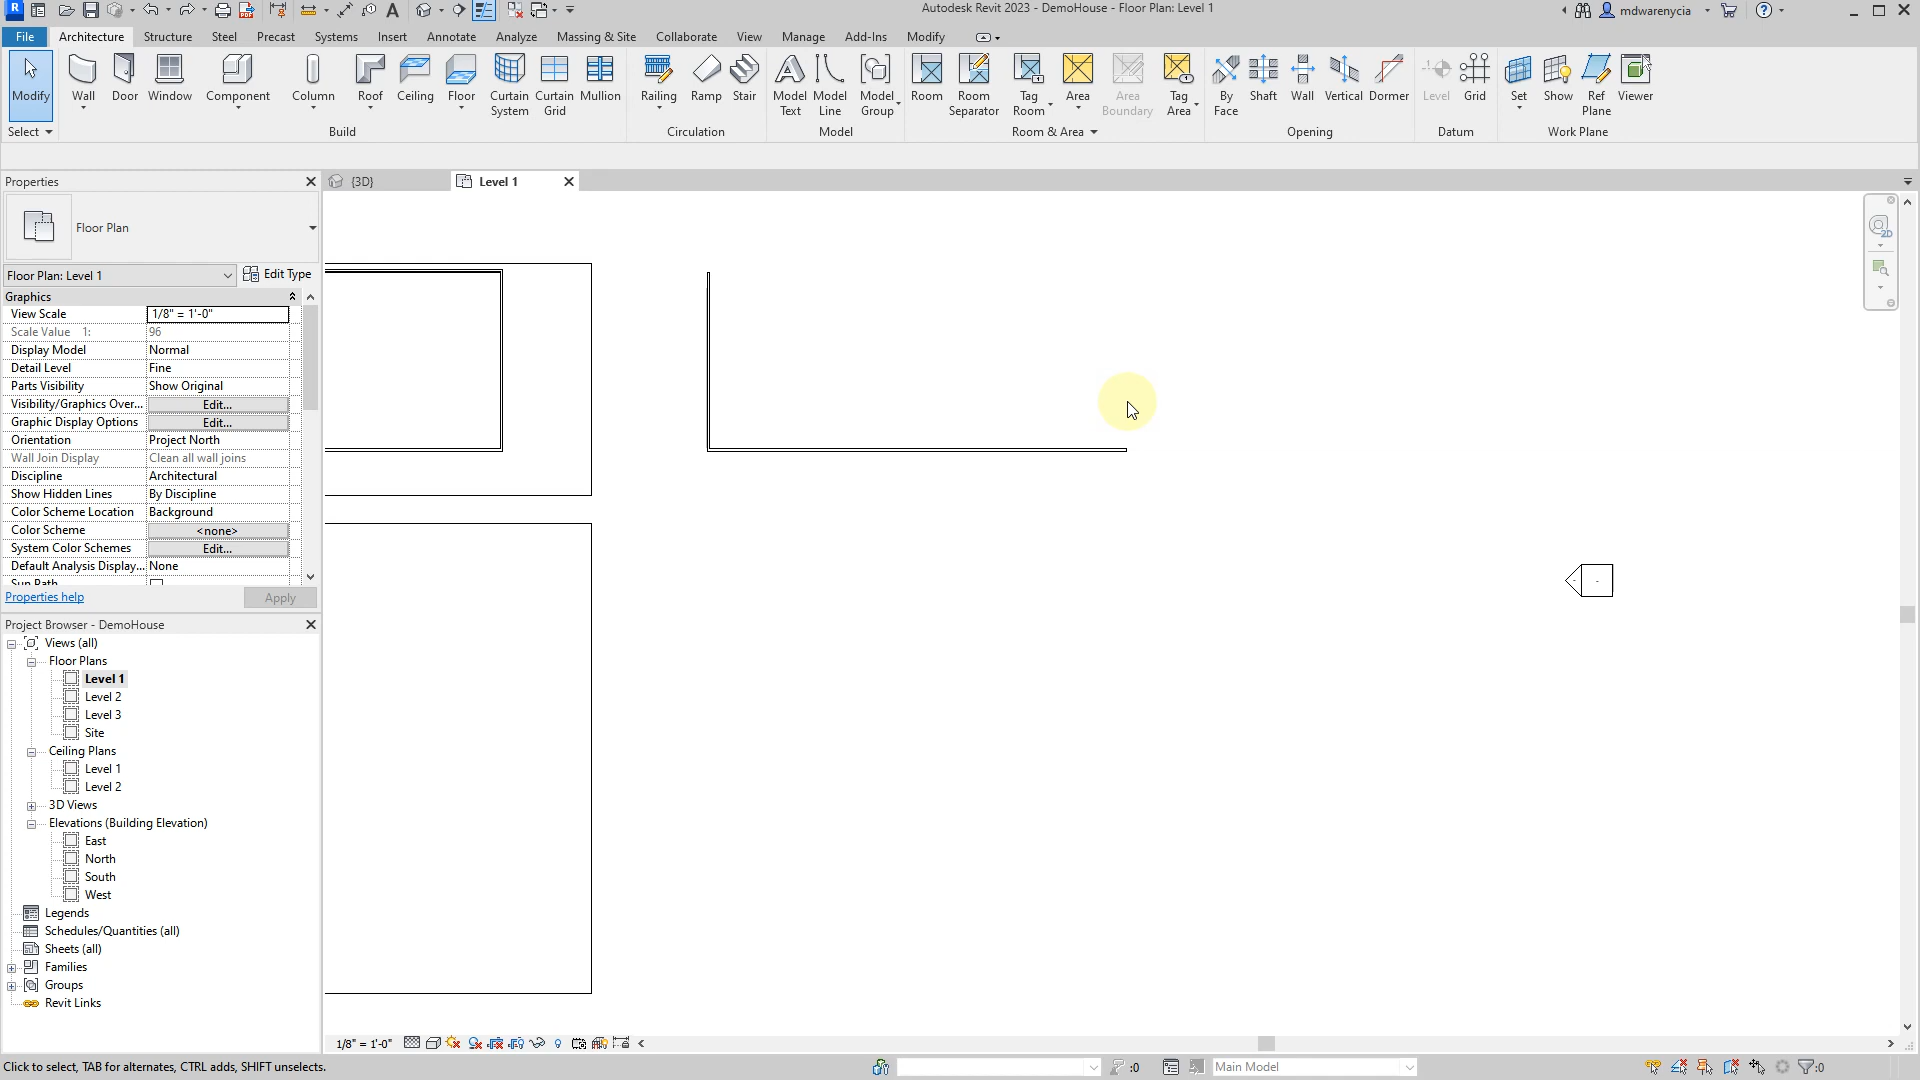 Autodesk Revit 2023 - DemoHouse - Floor Plan: Level 1
mdwarenycia
File Architecture Structure Steel Precast Systems Insert Annotate Analyze Massing & Site Collaborate View Manage Add-Ins Modify
Modify Wall Door Window Component Column Roof Ceiling Floor Curtain System Curtain Grid Mullion Railing Ramp Stair Model Text Model Line Model Group Room Room Separator Tag Room Area Area Boundary Tag Area By Face Shaft Wall Vertical Dormer Level Grid Set Show Ref Plane Viewer
Select Build Circulation Model Room & Area Opening Datum Work Plane
Properties
{3D}
Level 1
Floor Plan
Floor Plan: Level 1
Edit Type
Graphics
View Scale 1/8" = 1'-0"
Scale Value 1: 96
Display Model Normal
Detail Level Fine
Parts Visibility Show Original
Visibility/Graphics Over... Edit...
Graphic Display Options Edit...
Orientation Project North
Wall Join Display Clean all wall joins
Discipline Architectural
Show Hidden Lines By Discipline
Color Scheme Location Background
Color Scheme <none>
System Color Schemes Edit...
Default Analysis Display... None
Sun Path
Properties help
Apply
Project Browser - DemoHouse
Views (all)
Floor Plans
Level 1
Level 2
Level 3
Site
Ceiling Plans
Level 1
Level 2
3D Views
Elevations (Building Elevation)
East
North
South
West
Legends
Schedules/Quantities (all)
Sheets (all)
Families
Groups
Revit Links
2D
1/8" = 1'-0"
Click to select, TAB for alternates, CTRL adds, SHIFT unselects.
:0
Main Model
:0